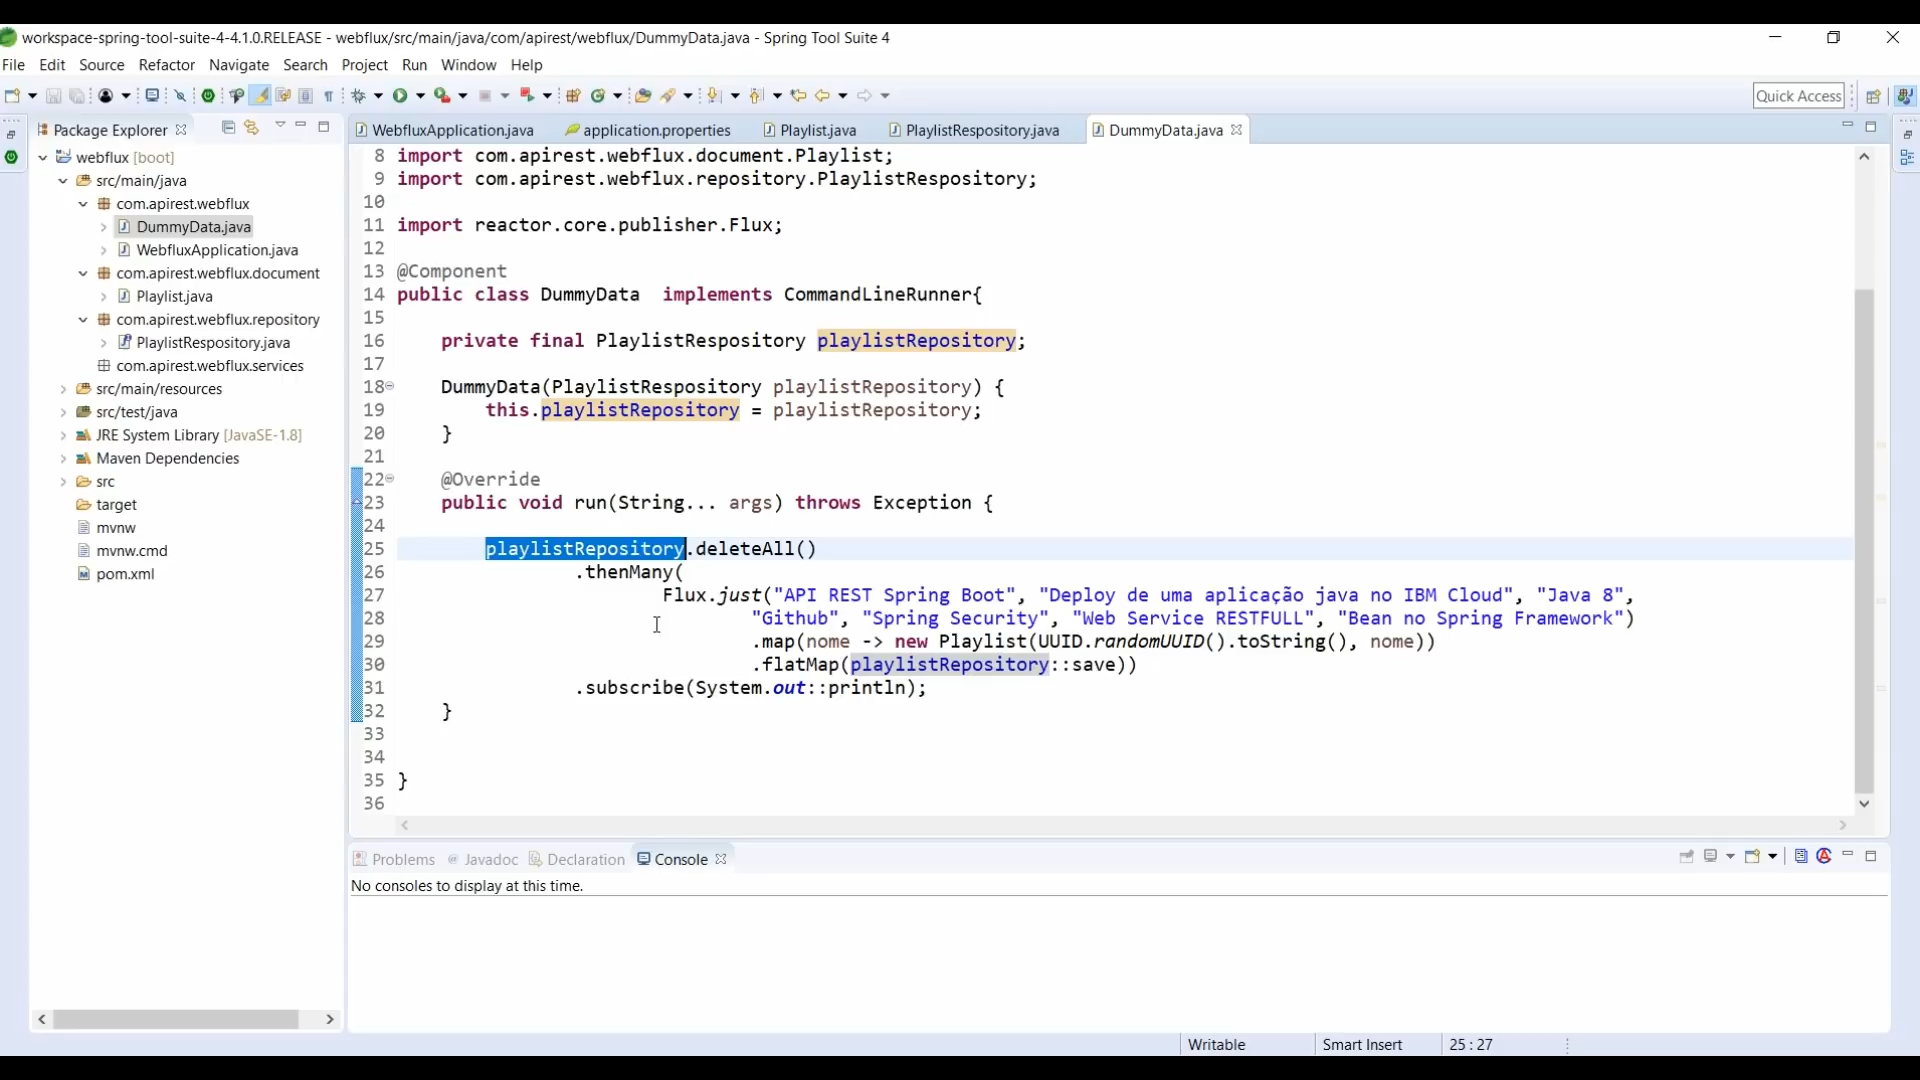 workspace-spring-tool-suite-4-4.1.0.RELEASE - webflux/src/main/java/com/apirest/webflux/DummyData.java - Spring Tool Suite 4
File Edit Source Refactor Navigate Search Project Run Window Help
Quick Access
Package Explorer
webflux [boot]
src/main/java
com.apirest.webflux
DummyData.java
WebfluxApplication.java
com.apirest.webflux.document
Playlist.java
com.apirest.webflux.repository
PlaylistRespository.java
com.apirest.webflux.services
src/main/resources
src/test/java
JRE System Library [JavaSE-1.8]
Maven Dependencies
src
target
mvnw
mvnw.cmd
pom.xml
WebfluxApplication.java application.properties Playlist.java PlaylistRespository.java DummyData.java
8 import com.apirest.webflux.document.Playlist;
9 import com.apirest.webflux.repository.PlaylistRespository;
10
11 import reactor.core.publisher.Flux;
12
13 @Component
14 public class DummyData  implements CommandLineRunner{
15
16 private final PlaylistRespository playlistRepository;
17
18 DummyData(PlaylistRespository playlistRepository) {
19 this.playlistRepository = playlistRepository;
20 }
21
22 @Override
23 public void run(String... args) throws Exception {
24
25 playlistRepository.deleteAll()
26 .thenMany(
27 Flux.just("API REST Spring Boot", "Deploy de uma aplicação java no IBM Cloud", "Java 8",
28 "Github", "Spring Security", "Web Service RESTFULL", "Bean no Spring Framework")
29 .map(nome -> new Playlist(UUID.randomUUID().toString(), nome))
30 .flatMap(playlistRepository::save))
31 .subscribe(System.out::println);
32 }
33
34
35 }
36
Problems Javadoc Declaration Console
No consoles to display at this time.
Writable Smart Insert 25 : 27